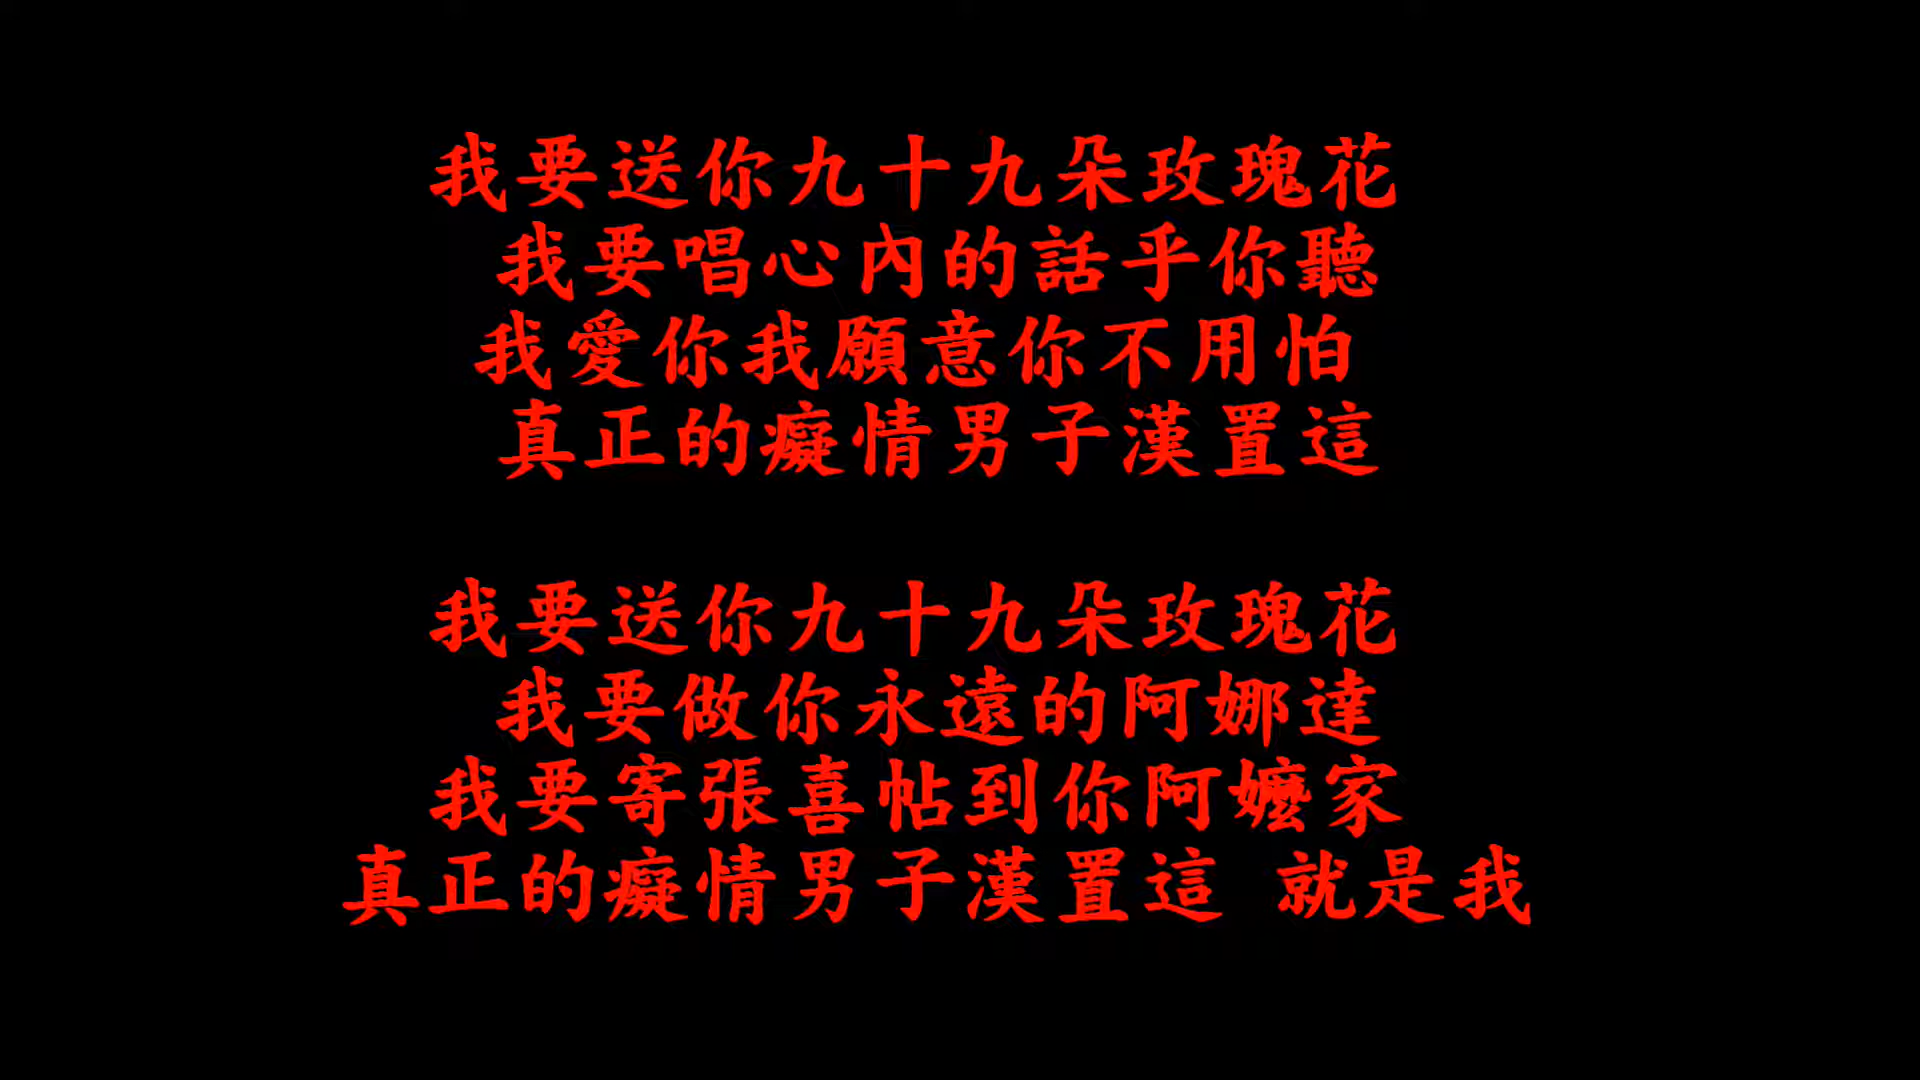 我要送你九十九朵玫瑰花
我要唱心內的話乎你聽
我愛你我願意你不用怕
真正的癡情男子漢置這
我要送你九十九朵玫瑰花
我要做你永遠的阿娜達
我要寄張喜帖到你阿嬤家
真正的癡情男子漢置這 就是我